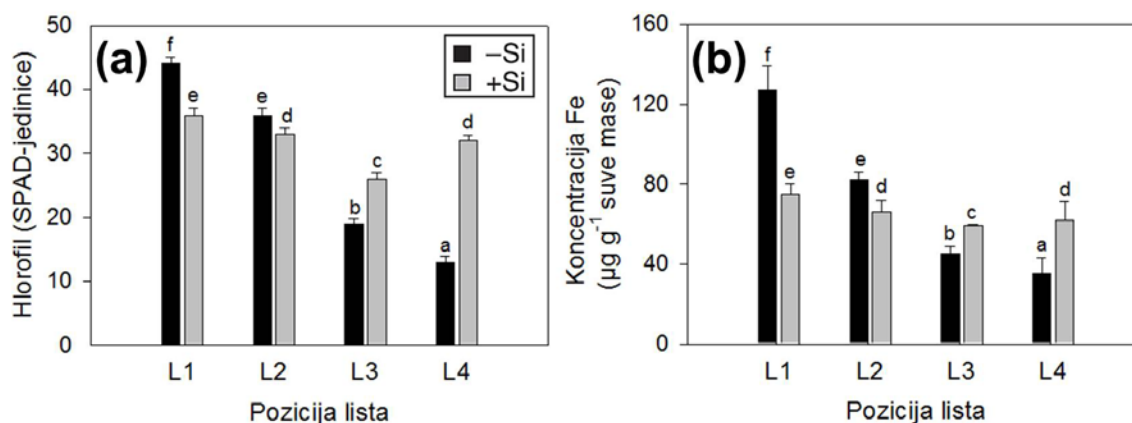 (a)
Hlorofil (SPAD-jedinice)
50
40
30
20
10
0
–Si
+Si
f
e
e
d
b
c
a
d
L1 L2 L3 L4
Pozicija lista
(b)
Koncentracija Fe
(µg g⁻¹ suve mase)
160
120
80
40
0
f
e
e
d
b
c
a
d
L1 L2 L3 L4
Pozicija lista